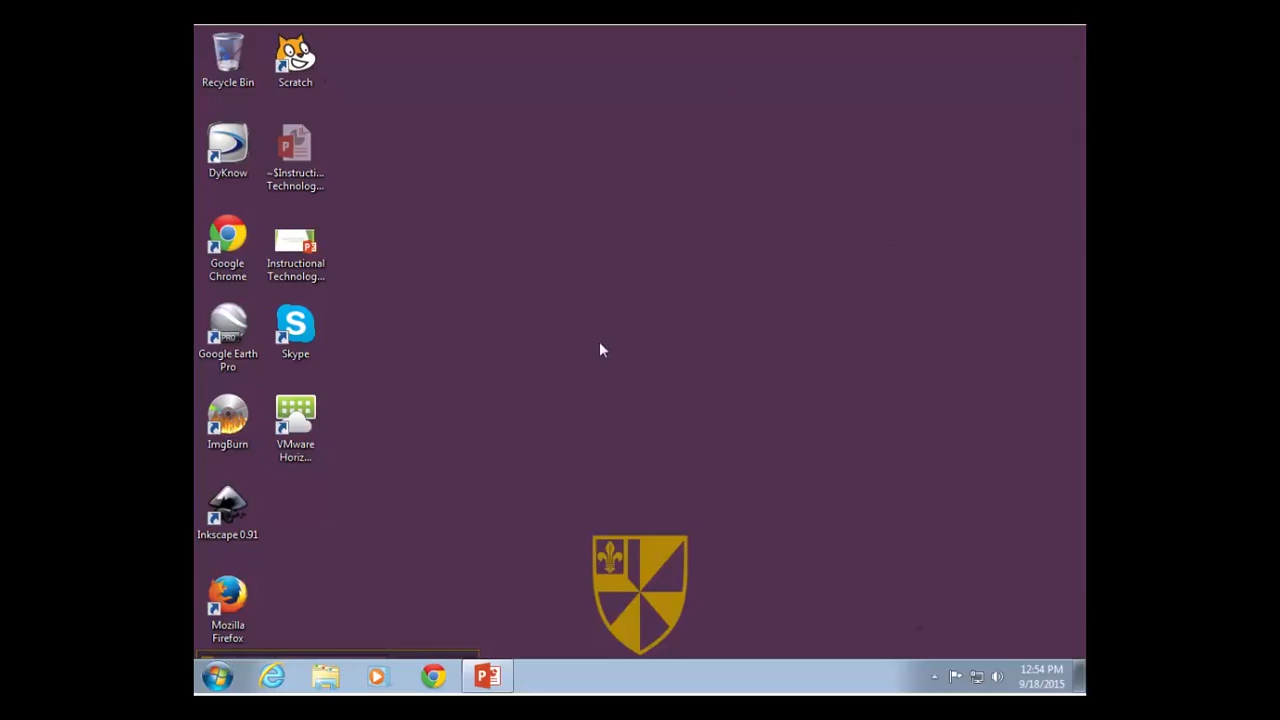 Recycle Bin
Scratch
DyKnow
~$Instructi...
Technolog...
Google
Chrome
Instructional
Technolog...
PRO
Google Earth
Pro
S
Skype
ImgBurn
VMware
Horiz...
Inkscape 0.91
Mozilla
Firefox
12:54 PM
9/18/2015